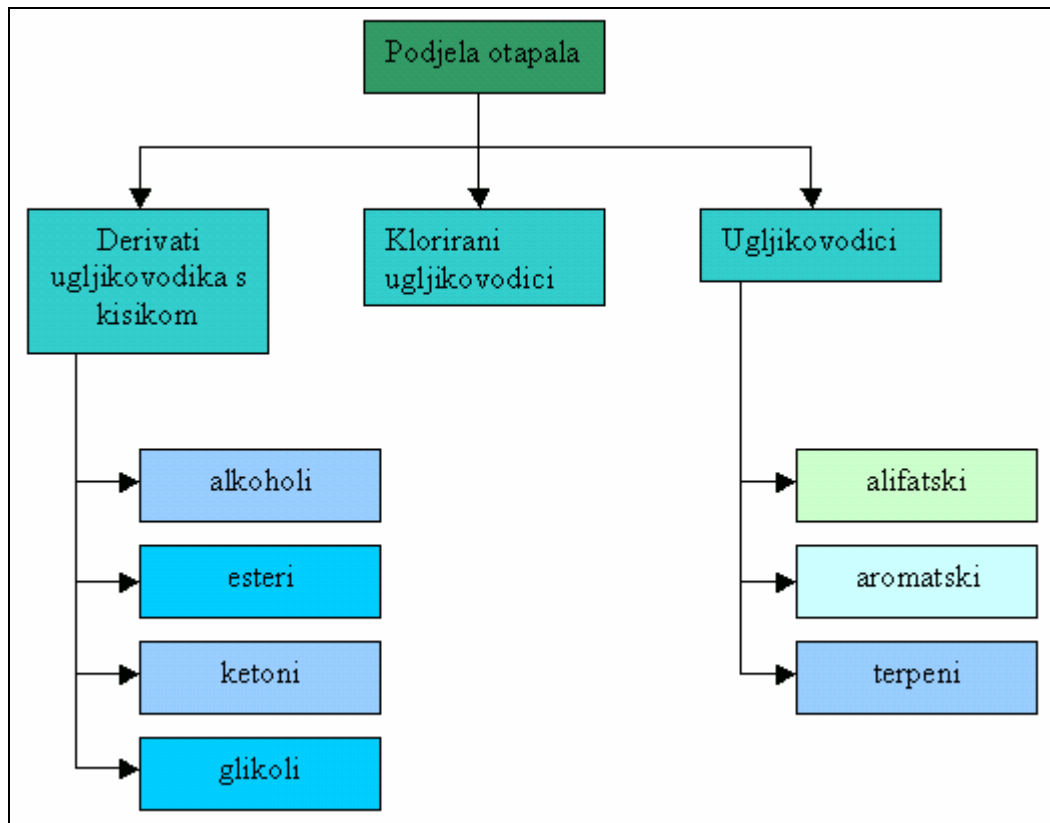 Podjela otapala
Derivati
ugljikovodika s
kisikom
Klorirani
ugljikovodici
Ugljikovodici
alkoholi
esteri
ketoni
glikoli
alifatski
aromatski
terpeni